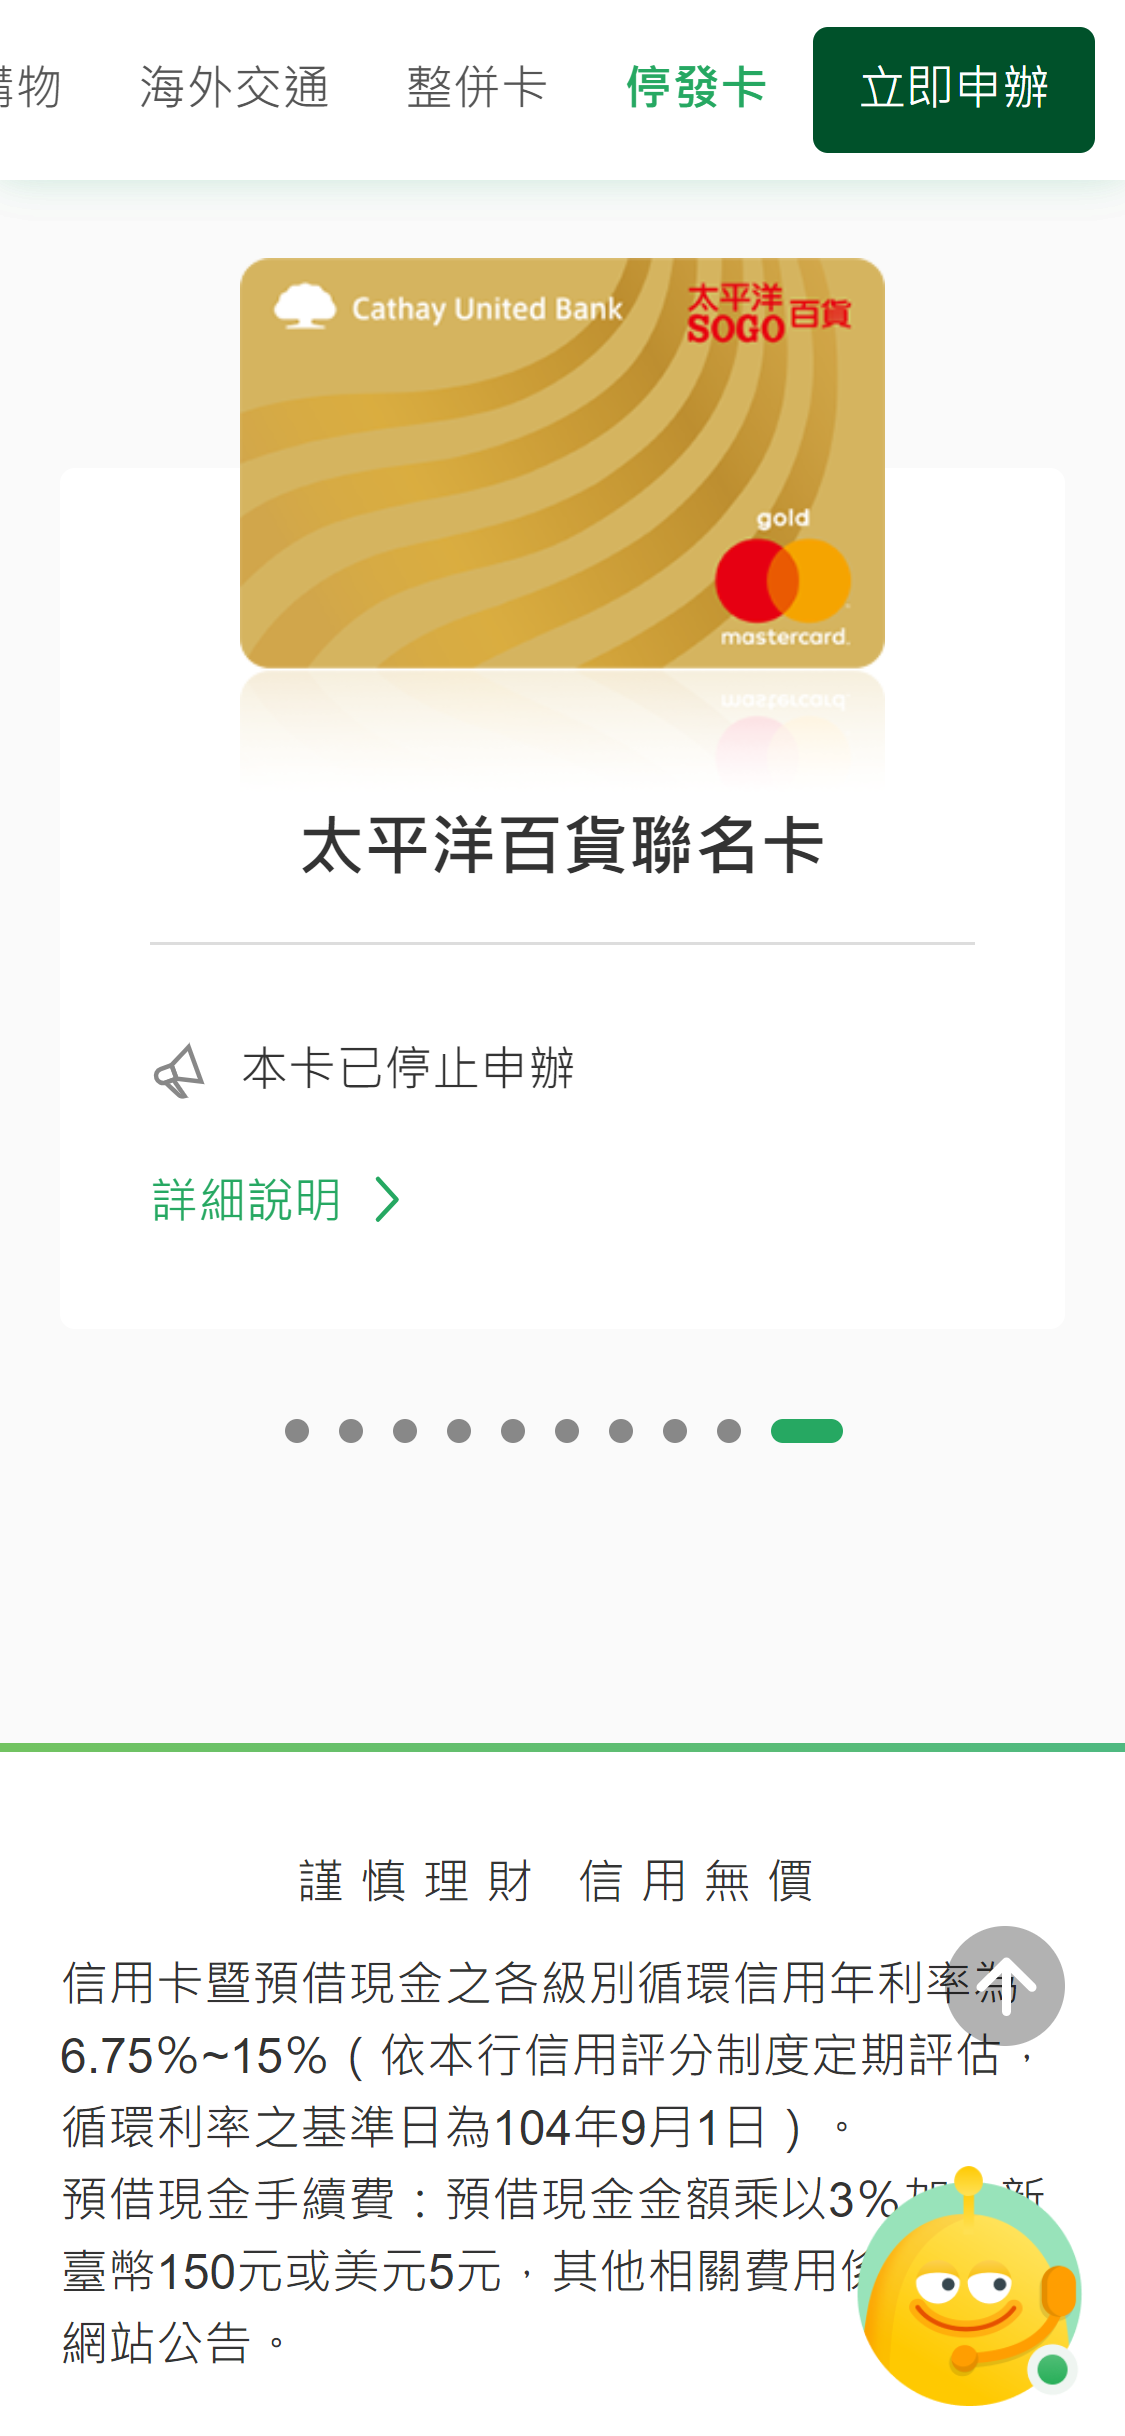 購物 海外交通 整併卡 停發卡 立即申辦
Cathay United Bank 太平洋 SOGO 百貨
gold
mastercard.
太平洋百貨聯名卡
本卡已停止申辦
詳細說明
謹慎理財 信用無價
信用卡暨預借現金之各級別循環信用年利率為
6.75%~15%（依本行信用評分制度定期評估，
循環利率之基準日為104年9月1日）。
預借現金手續費：預借現金金額乘以3% 新
臺幣150元或美元5元，其他相關費用
網站公告。